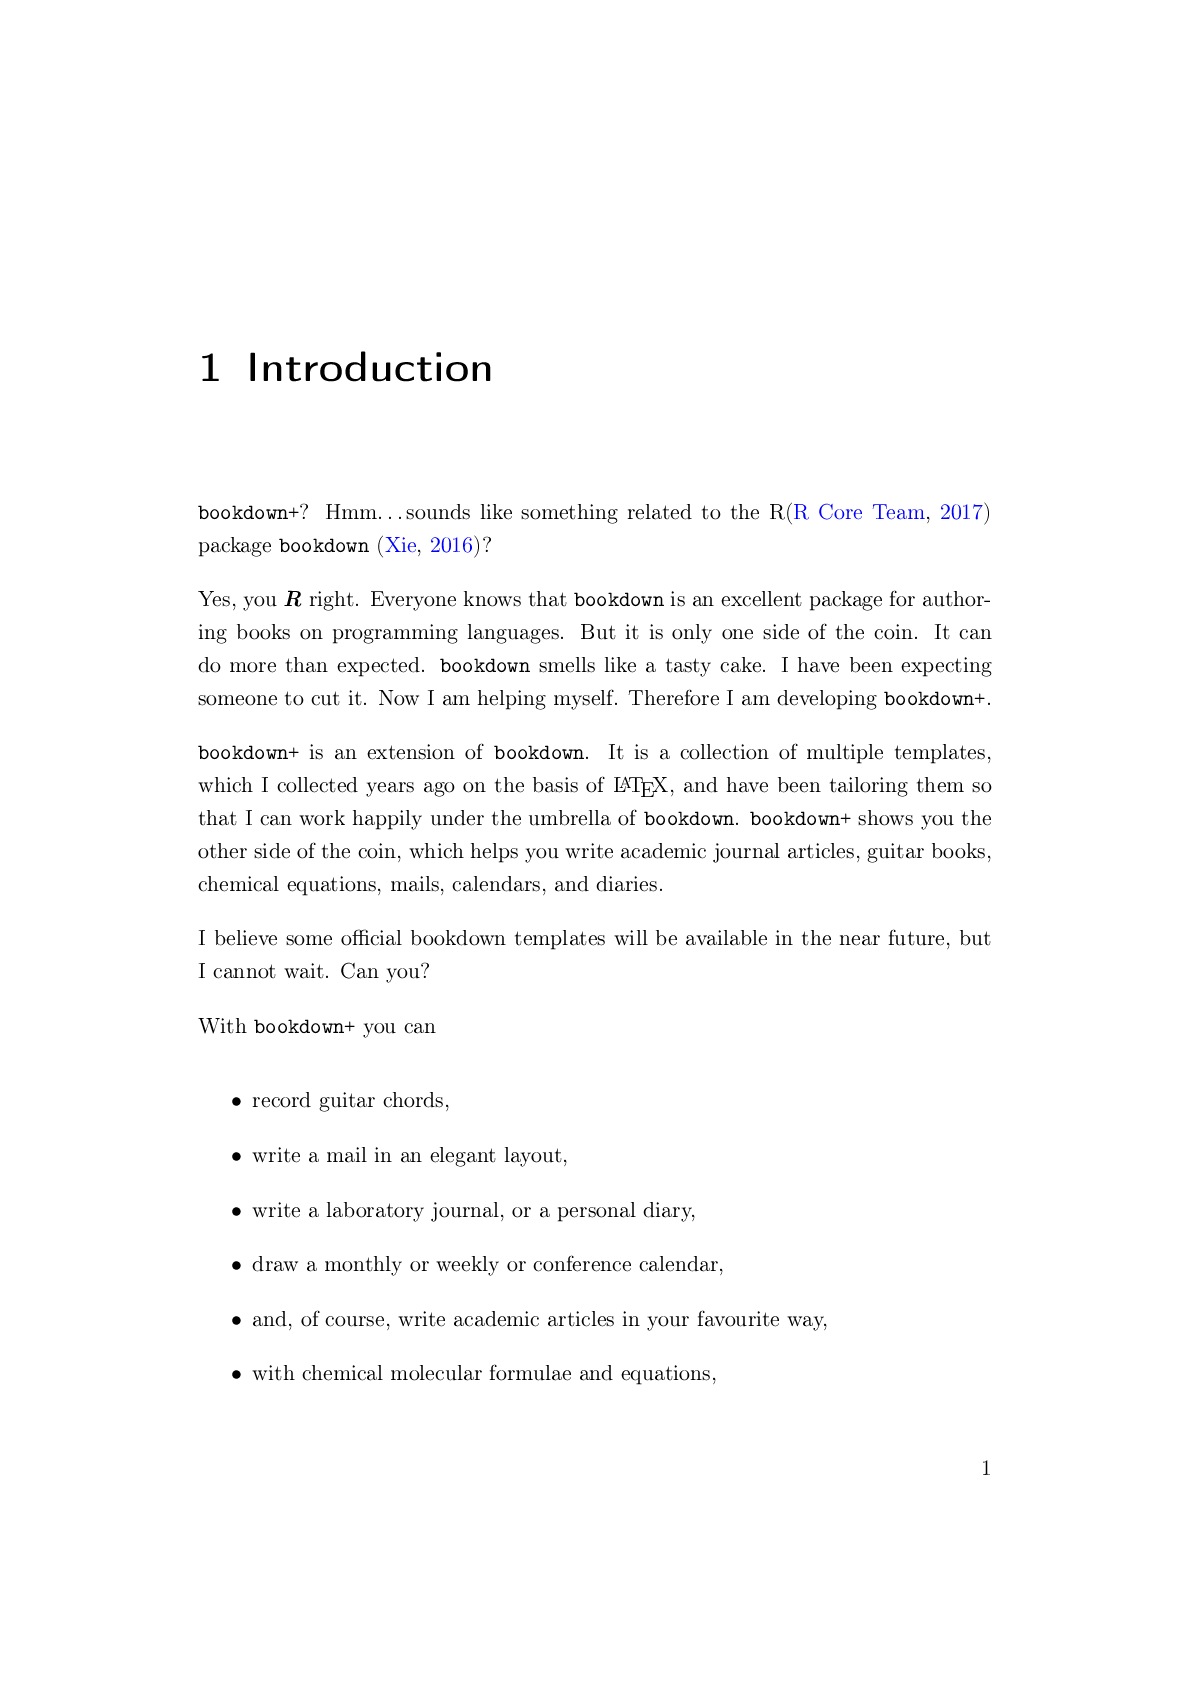 1 Introduction
bookdown+? Hmm...sounds like something related to the R(R Core Team, 2017)
package bookdown (Xie, 2016)?
Yes, you R right. Everyone knows that bookdown is an excellent package for author-
ing books on programming languages. But it is only one side of the coin. It can
do more than expected. bookdown smells like a tasty cake. I have been expecting
someone to cut it. Now I am helping myself. Therefore I am developing bookdown+.
bookdown+ is an extension of bookdown. It is a collection of multiple templates,
which I collected years ago on the basis of LATEX, and have been tailoring them so
that I can work happily under the umbrella of bookdown. bookdown+ shows you the
other side of the coin, which helps you write academic journal articles, guitar books,
chemical equations, mails, calendars, and diaries.
I believe some official bookdown templates will be available in the near future, but
I cannot wait. Can you?
With bookdown+ you can
• record guitar chords,
• write a mail in an elegant layout,
• write a laboratory journal, or a personal diary,
• draw a monthly or weekly or conference calendar,
• and, of course, write academic articles in your favourite way,
• with chemical molecular formulae and equations,
1